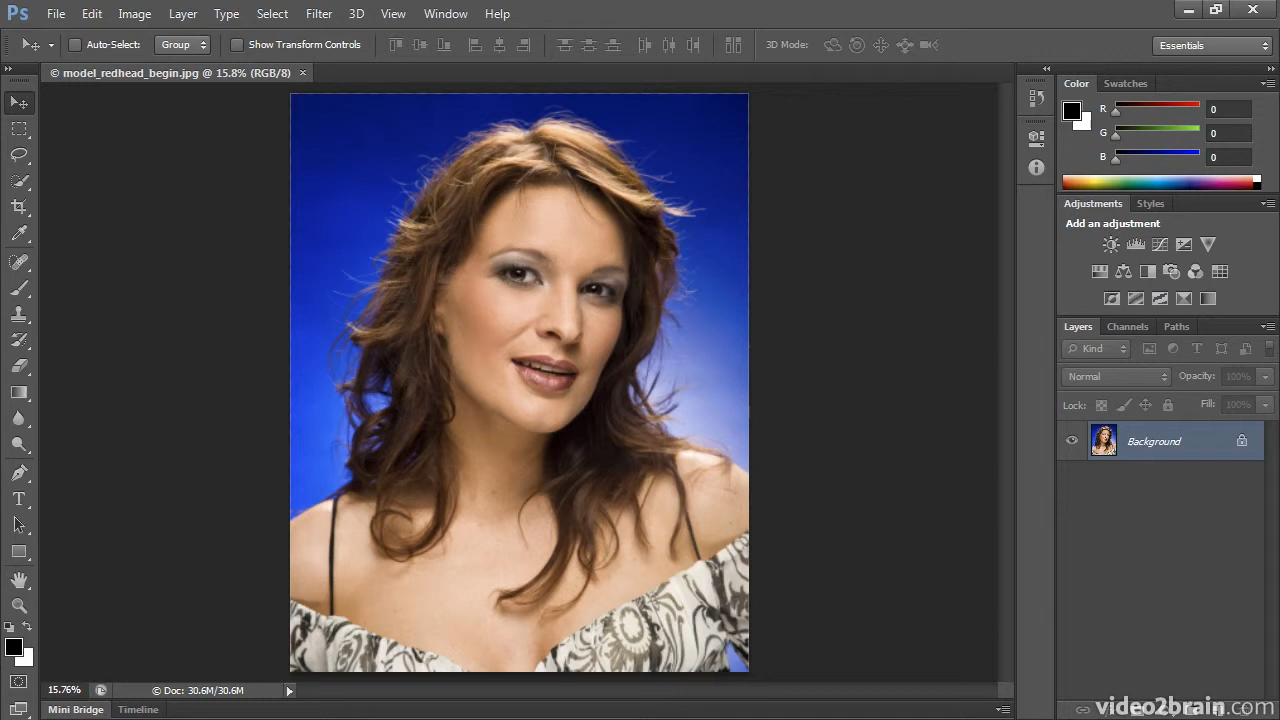 Ps File Edit Image Layer Type Select Filter 3D View Window Help
Auto-Select: Group Show Transform Controls 3D Mode: Essentials
© model_redhead_begin.jpg @ 15.8% (RGB/8) ×
Color Swatches
R 0
G 0
B 0
Adjustments Styles
Add an adjustment
Layers Channels Paths
Kind
Normal Opacity: 100%
Lock: Fill: 100%
Background
15.76% © Doc: 30.6M/30.6M
Mini Bridge Timeline
video2brain.com